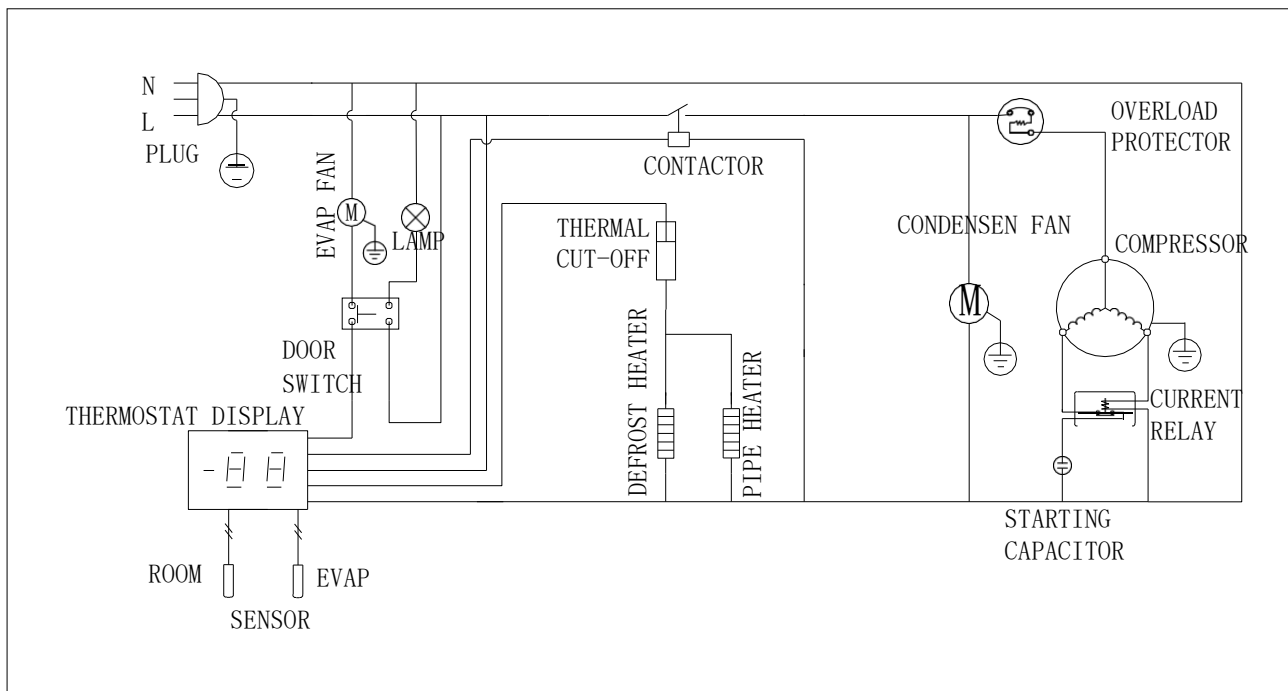 N
L
PLUG
OVERLOAD
PROTECTOR
CONTACTOR
EVAP FAN
M
LAMP
THERMAL
CUT-OFF
CONDENSEN FAN
COMPRESSOR
M
DOOR
SWITCH
DEFROST HEATER
PIPE HEATER
CURRENT
RELAY
THERMOSTAT DISPLAY
-88
STARTING
CAPACITOR
ROOM
EVAP
SENSOR